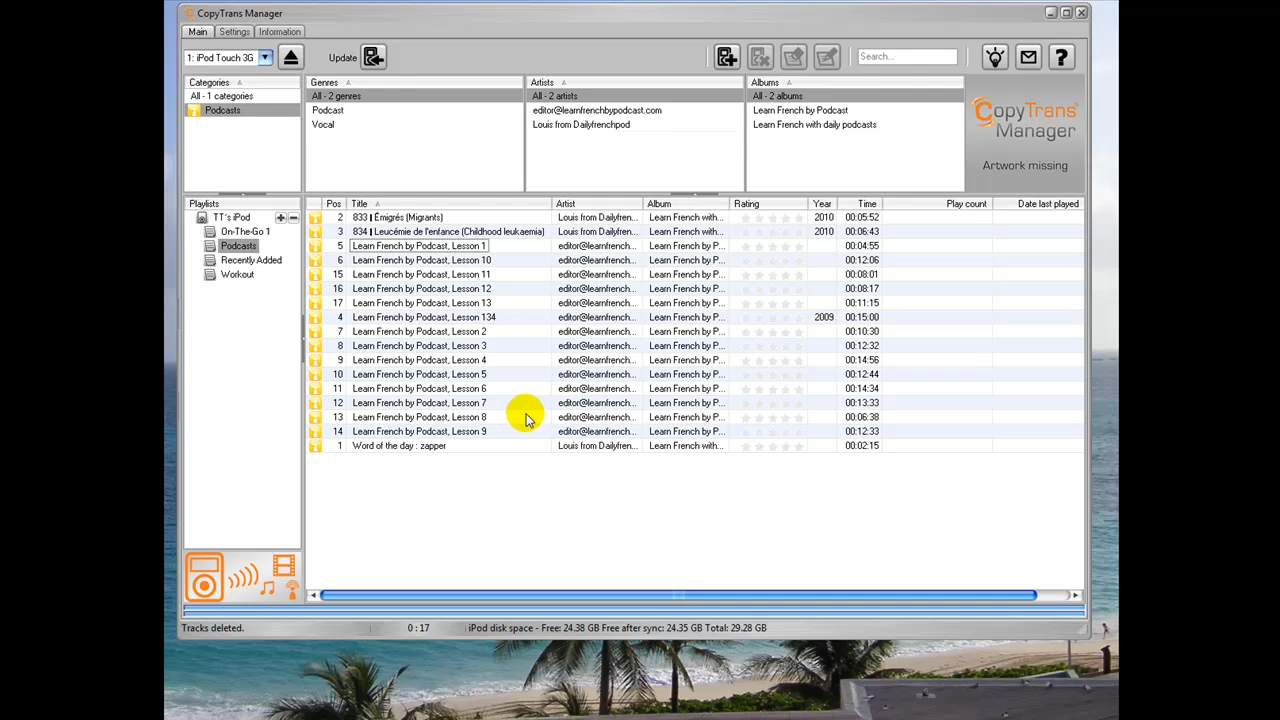 CopyTrans Manager
Main Settings Information
1: iPod Touch 3G Update Search... ?
Categories Genres Artists Albums
All - 1 categories All - 2 genres All - 2 artists All - 2 albums
Podcasts Podcast editor@learnfrenchbypodcast.com Learn French by Podcast
Vocal Louis from Dailyfrenchpod Learn French with daily podcasts
CopyTrans
Manager
Artwork missing
Playlists
TT's iPod
On-The-Go 1
Podcasts
Recently Added
Workout
Pos Title Artist Album Rating Year Time Play count Date last played
2 833 Émigrés (Migrants) Louis from Dailyfren... Learn French with... 2010 00:05:52
3 834 Leucémie de l'enfance (Childhood leukaemia) Louis from Dailyfren... Learn French with... 2010 00:06:43
5 Learn French by Podcast, Lesson 1 editor@learnfrench... Learn French by P... 00:04:55
6 Learn French by Podcast, Lesson 10 editor@learnfrench... Learn French by P... 00:12:06
15 Learn French by Podcast, Lesson 11 editor@learnfrench... Learn French by P... 00:08:01
16 Learn French by Podcast, Lesson 12 editor@learnfrench... Learn French by P... 00:08:17
17 Learn French by Podcast, Lesson 13 editor@learnfrench... Learn French by P... 00:11:15
4 Learn French by Podcast, Lesson 134 editor@learnfrench... Learn French by P... 2009 00:15:00
7 Learn French by Podcast, Lesson 2 editor@learnfrench... Learn French by P... 00:10:30
8 Learn French by Podcast, Lesson 3 editor@learnfrench... Learn French by P... 00:12:32
9 Learn French by Podcast, Lesson 4 editor@learnfrench... Learn French by P... 00:14:56
10 Learn French by Podcast, Lesson 5 editor@learnfrench... Learn French by P... 00:12:44
11 Learn French by Podcast, Lesson 6 editor@learnfrench... Learn French by P... 00:14:34
12 Learn French by Podcast, Lesson 7 editor@learnfrench... Learn French by P... 00:13:33
13 Learn French by Podcast, Lesson 8 editor@learnfrench... Learn French by P... 00:06:38
14 Learn French by Podcast, Lesson 9 editor@learnfrench... Learn French by P... 00:12:33
1 Word of the day : zapper Louis from Dailyfren... Learn French with... 00:02:15
Tracks deleted. 0 : 17 iPod disk space - Free: 24.38 GB Free after sync: 24.35 GB Total: 29.28 GB